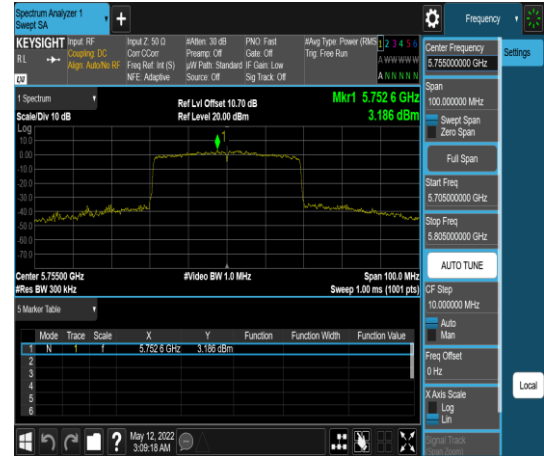 Spectrum Analyzer 1
Swept SA
+
Frequency
KEYSIGHT
RL
Input: RF
Coupling: DC
Align: Auto/No RF
Input Z: 50 Ω
Corr CCorr
Freq Ref: Int (S)
NFE: Adaptive
#Atten: 30 dB
Preamp: Off
µW Path: Standard
Source: Off
PNO: Fast
Gate: Off
IF Gain: Low
Sig Track: Off
#Avg Type: Power (RMS
Trig: Free Run
1 2 3 4 5 6
A W W W W W
A N N N N N
1 Spectrum
Scale/Div 10 dB
Log
Ref Lvl Offset 10.70 dB
Ref Level 20.00 dBm
Mkr1 5.752 6 GHz
3.186 dBm
1
10.0
0.00
-10.0
-20.0
-30.0
-40.0
-50.0
-60.0
-70.0
Center 5.75500 GHz
#Res BW 300 kHz
#Video BW 1.0 MHz
Span 100.0 MHz
Sweep 1.00 ms (1001 pts)
5 Marker Table
Mode Trace Scale X Y Function Function Width Function Value
1 N 1 f 5.752 6 GHz 3.186 dBm
2
3
4
5
6
May 12, 2022
3:09:18 AM
Center Frequency
5.755000000 GHz
Span
100.000000 MHz
Swept Span
Zero Span
Full Span
Start Freq
5.705000000 GHz
Stop Freq
5.805000000 GHz
AUTO TUNE
CF Step
10.000000 MHz
Auto
Man
Freq Offset
0 Hz
X Axis Scale
Log
Lin
Signal Track
(Span Zoom)
Settings
Local